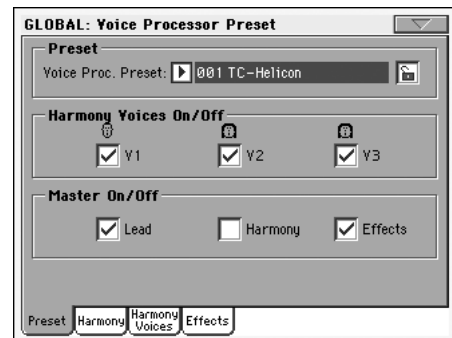 GLOBAL: Voice Processor Preset
Preset
Voice Proc. Preset: 001 TC-Helicon
Harmony Voices On/Off
V1 V2 V3
Master On/Off
Lead Harmony Effects
Preset Harmony Harmony Voices Effects